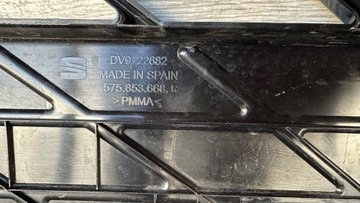 DV9 22682
MADE IN SPAIN
575.853.668.
>PMMA<